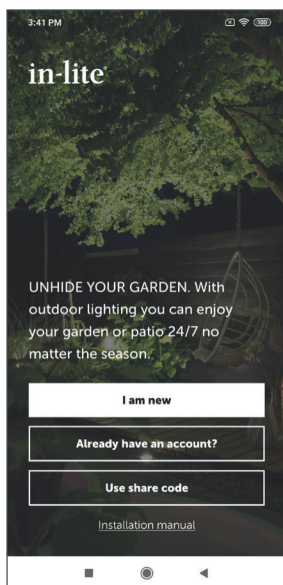 3:41 PM
100
in-lite
UNHIDE YOUR GARDEN. With
outdoor lighting you can enjoy
your garden or patio 24/7 no
matter the season.
I am new
Already have an account?
Use share code
Installation manual